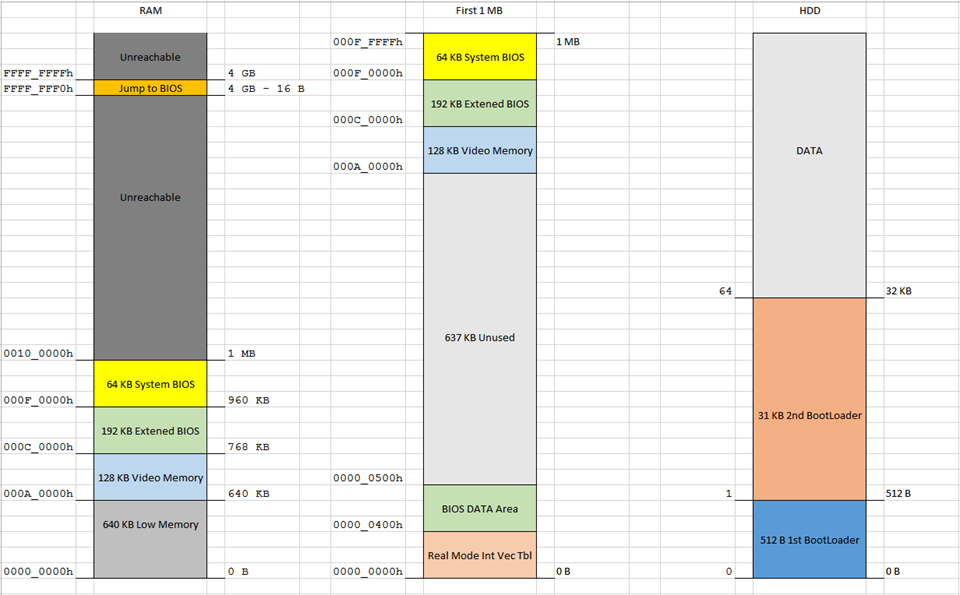 RAM
First 1 MB
HDD
Unreachable
FFFF_FFFFh
4 GB
FFFF_FFF0h
Jump to BIOS
4 GB - 16 B
Unreachable
0010_0000h
1 MB
64 KB System BIOS
000F_0000h
960 KB
192 KB Extened BIOS
000C_0000h
768 KB
128 KB Video Memory
000A_0000h
640 KB
640 KB Low Memory
0000_0000h
0 B
000F_FFFFh
1 MB
64 KB System BIOS
000F_0000h
192 KB Extened BIOS
000C_0000h
128 KB Video Memory
000A_0000h
637 KB Unused
0000_0500h
BIOS DATA Area
0000_0400h
Real Mode Int Vec Tbl
0000_0000h
0 B
DATA
64
32 KB
31 KB 2nd BootLoader
1
512 B
512 B 1st BootLoader
0
0 B